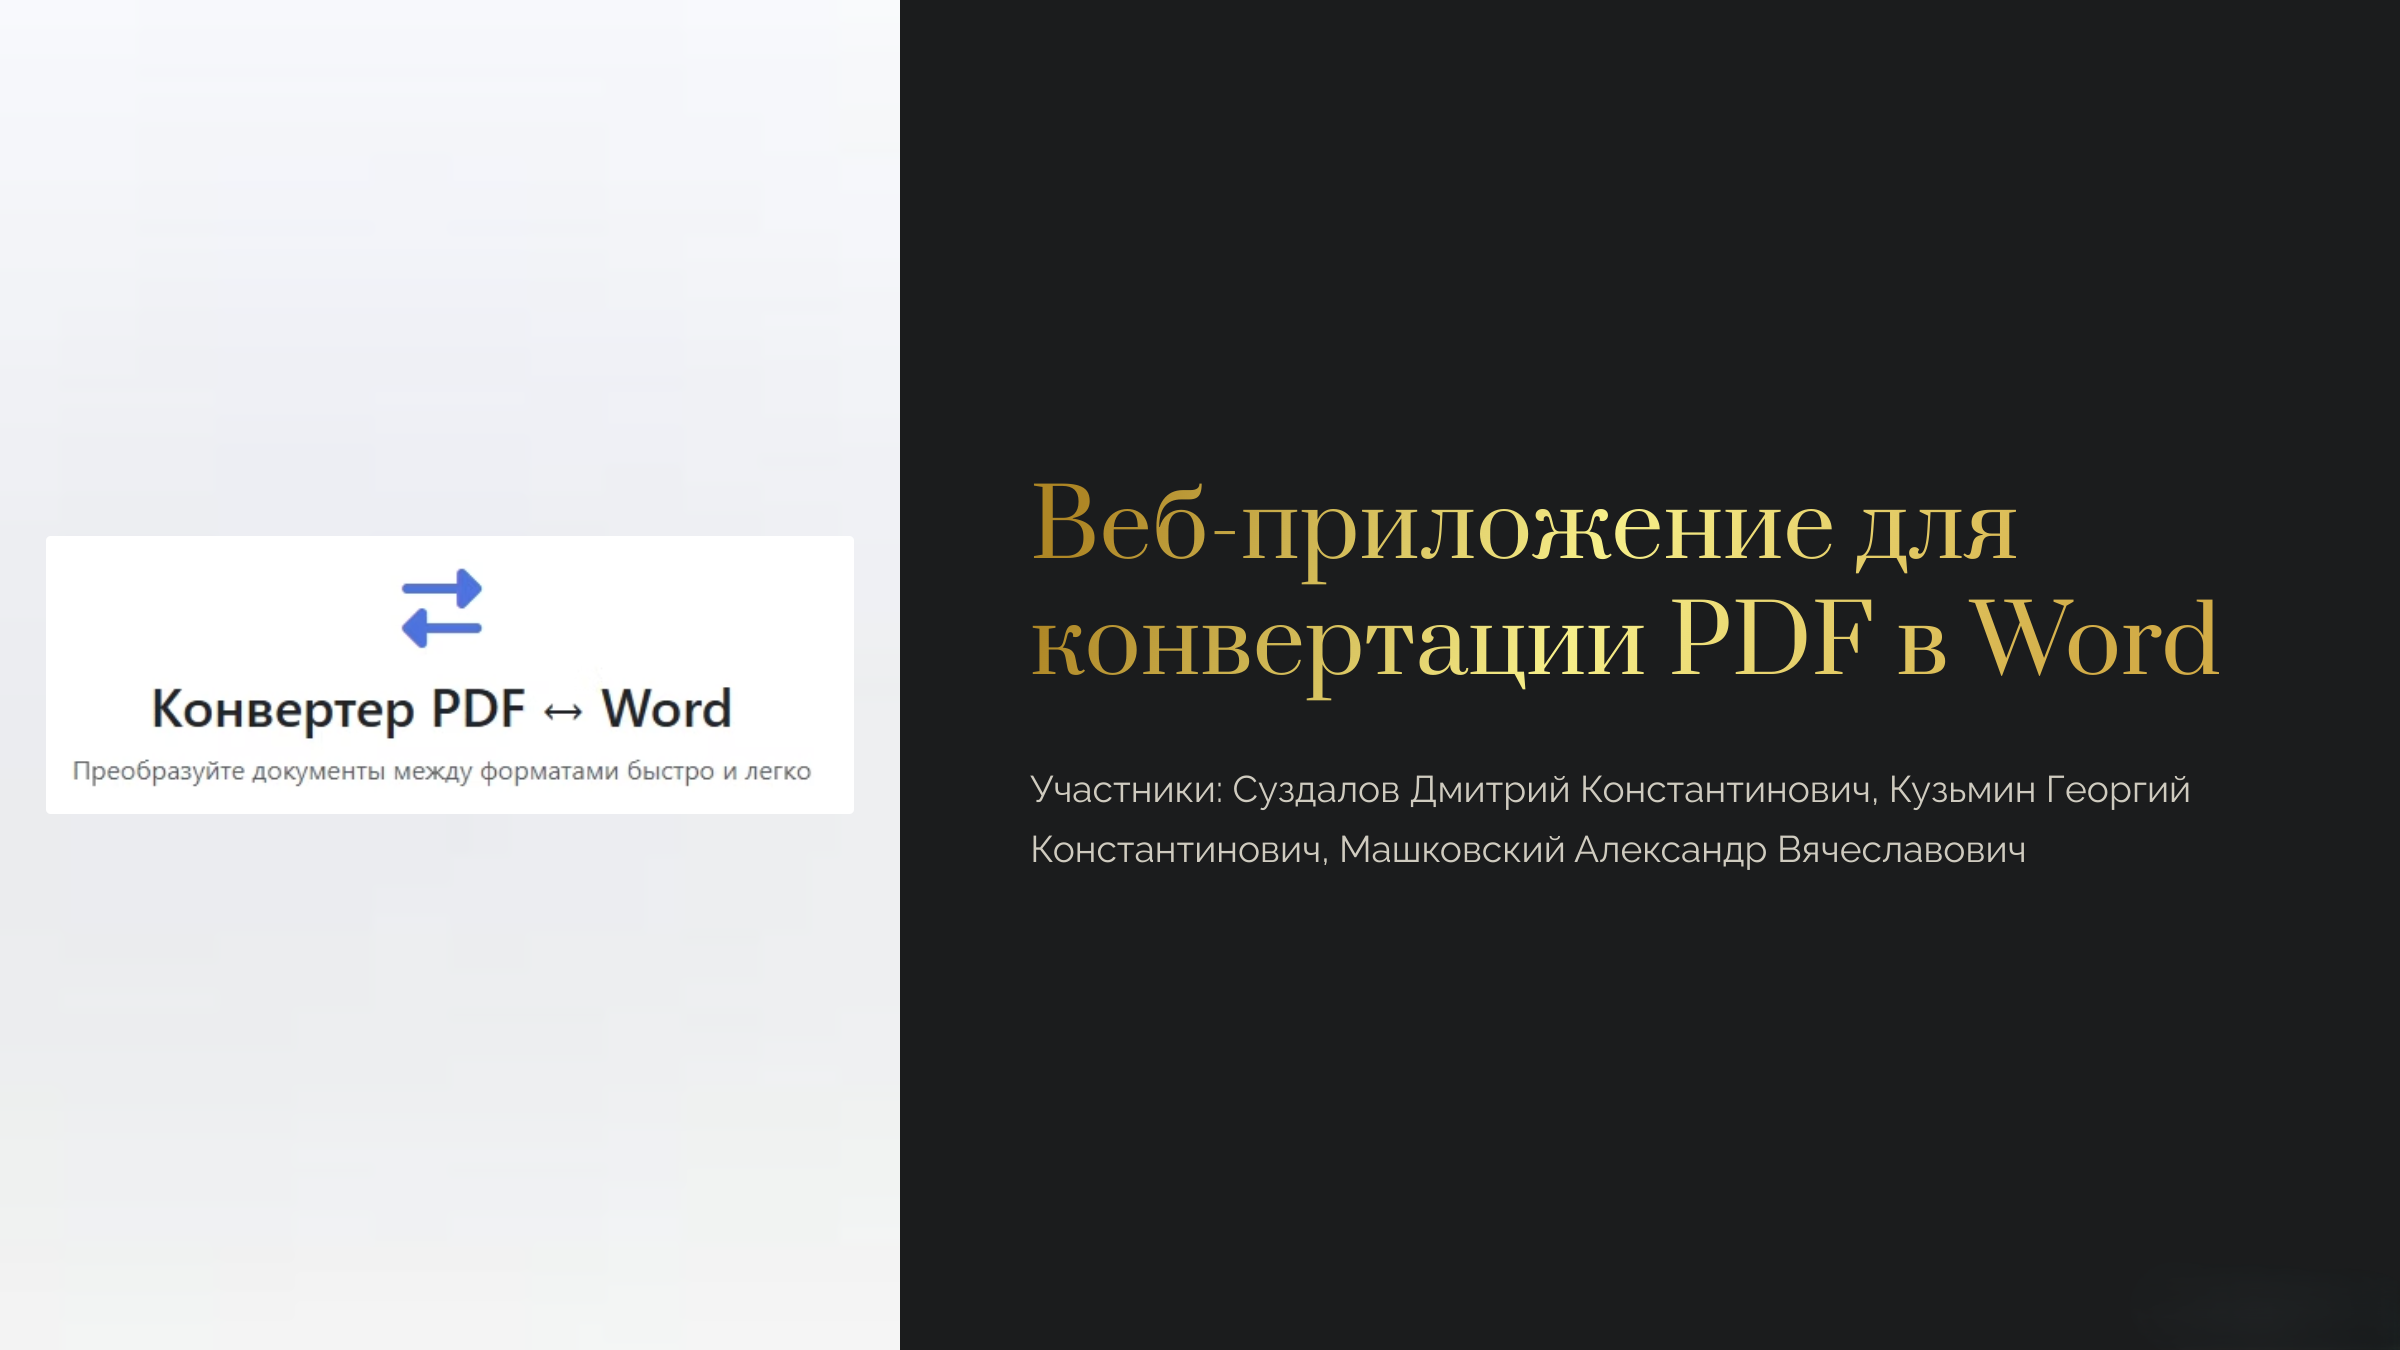 Конвертер PDF ↔ Word
Преобразуйте документы между форматами быстро и легко
Веб-приложение для
конвертации PDF в Word
Участники: Суздалов Дмитрий Константинович, Кузьмин Георгий
Константинович, Машковский Александр Вячеславович